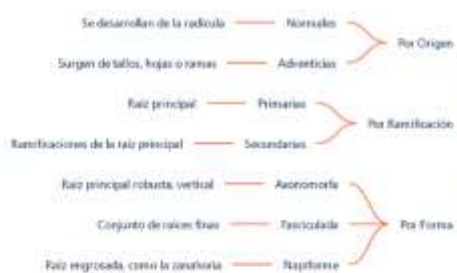 Se desarrollan de la radícula Normales
Por Origen
Surgen de tallos, hojas o ramas Adventicias
Raíz principal Primarias
Por Ramificación
Ramificaciones de la raíz principal Secundarias
Raíz principal robusta, vertical Axonomorfa
Conjunto de raíces finas Fasciculada Por Forma
Raíz engrosada, como la zanahoria Napiforme